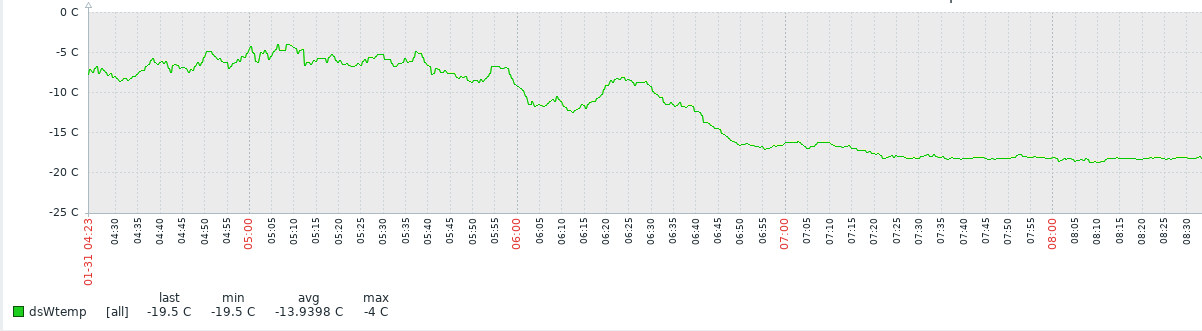 0 C
-5 C
-10 C
-15 C
-20 C
-25 C
01-31 04:23 04:30 04:35 04:40 04:45 04:50 04:55 05:00 05:05 05:10 05:15 05:20 05:25 05:30 05:35 05:40 05:45 05:50 05:55 06:00 06:05 06:10 06:15 06:20 06:25 06:30 06:35 06:40 06:45 06:50 06:55 07:00 07:05 07:10 07:15 07:20 07:25 07:30 07:35 07:40 07:45 07:50 07:55 08:00 08:05 08:10 08:15 08:20 08:25 08:30
last min avg max
dsWtemp [all] -19.5 C -19.5 C -13.9398 C -4 C